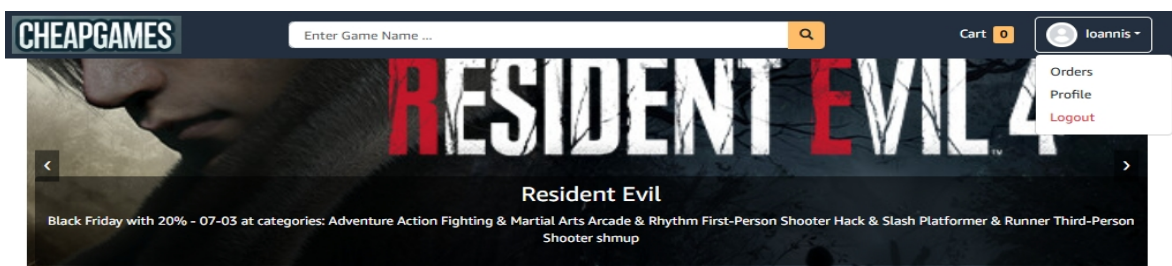 CHEAPGAMES
Enter Game Name ...
Cart 0
Ioannis
Orders
Profile
Logout
RESIDENT EVIL 4
Resident Evil
Black Friday with 20% - 07-03 at categories: Adventure Action Fighting & Martial Arts Arcade & Rhythm First-Person Shooter Hack & Slash Platformer & Runner Third-Person
Shooter shmup